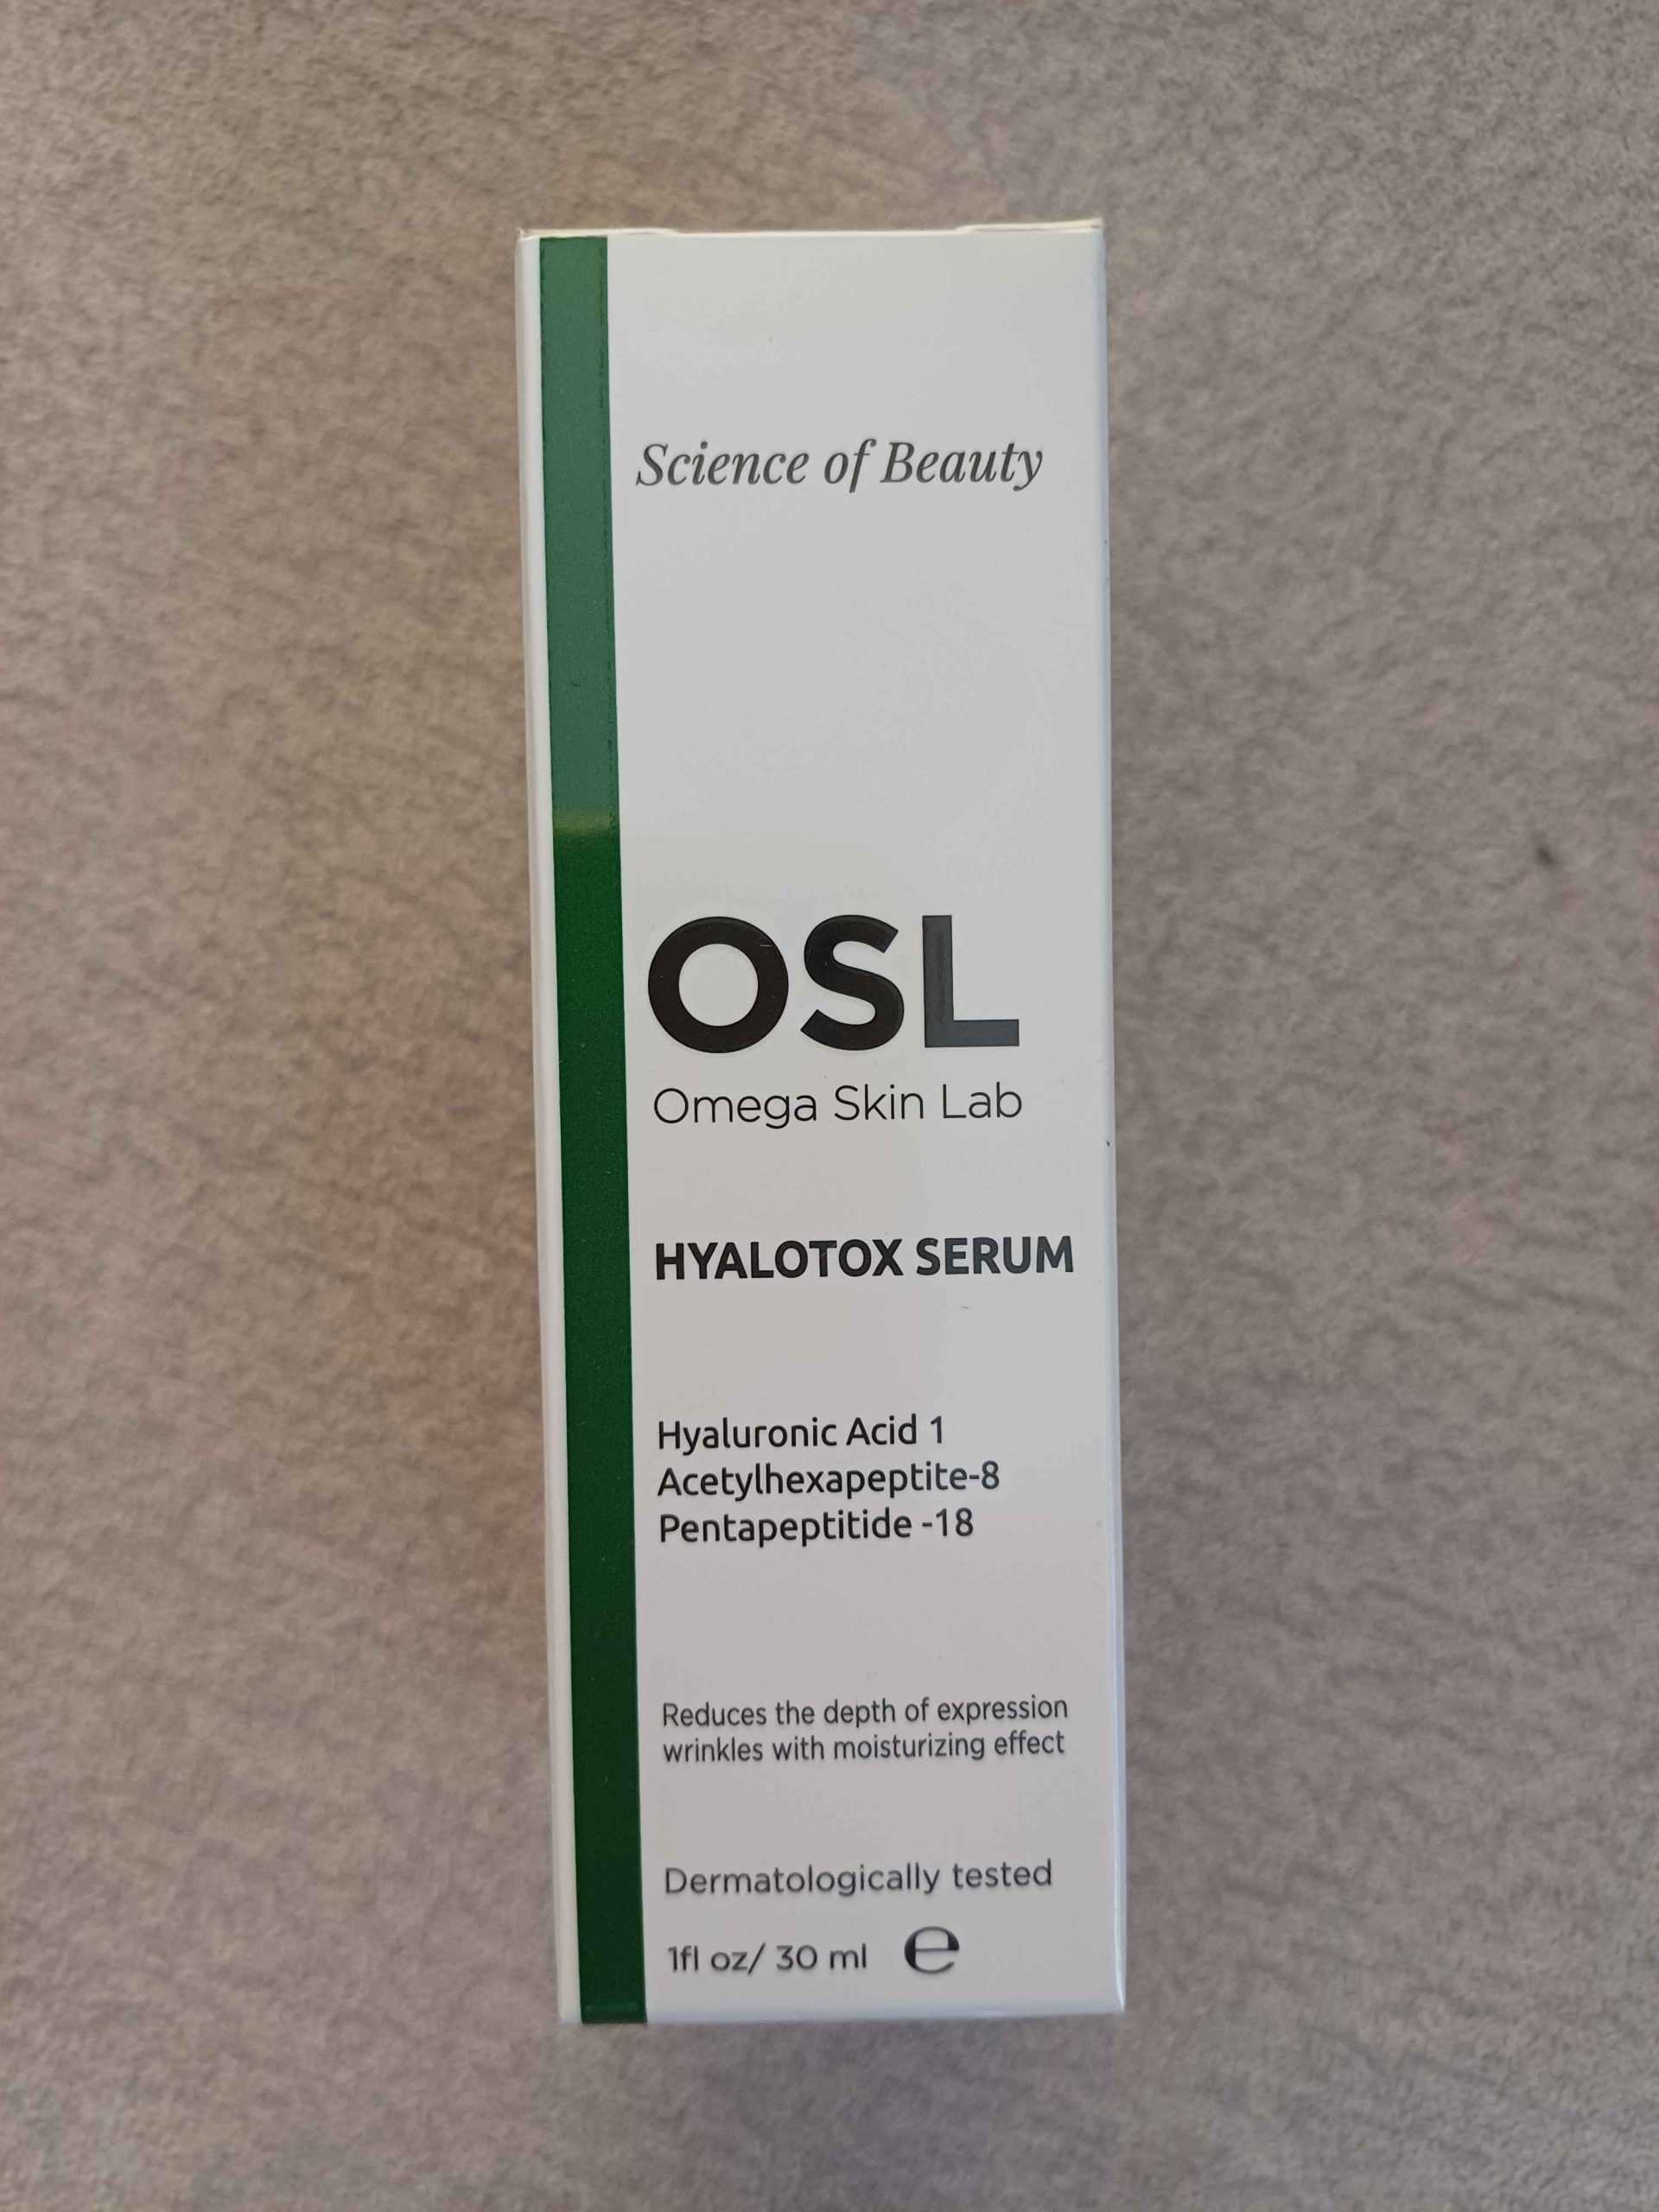 Science of Beauty
OSL
Omega Skin Lab
HYALOTOX SERUM
Hyaluronic Acid 1
Acetylhexapeptite-8
Pentapeptitide -18
Reduces the depth of expression
wrinkles with moisturizing effect
Dermatologically tested
1fl oz/ 30 ml ℮